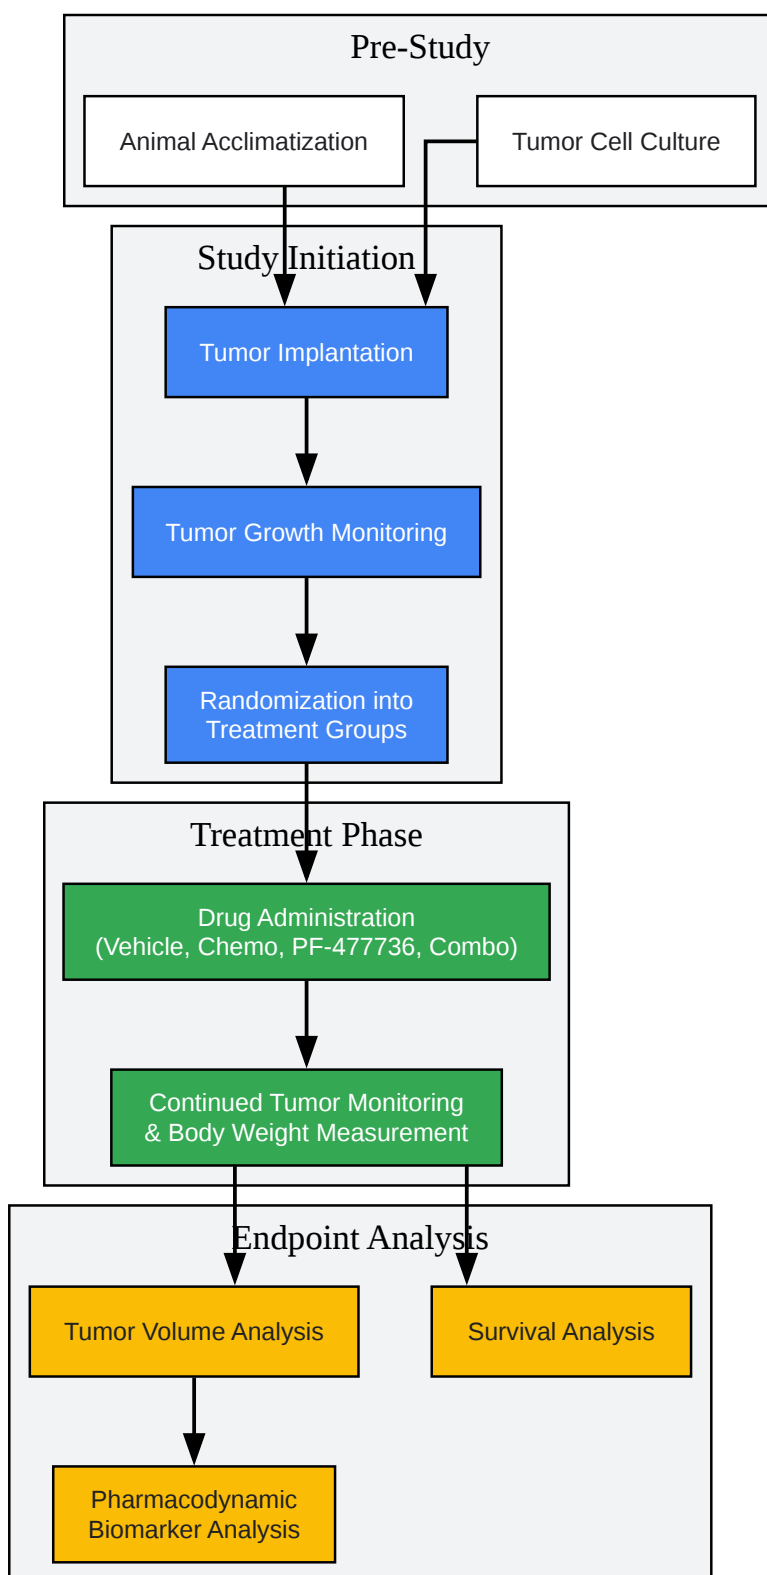 Pre-Study
Animal Acclimatization
Tumor Cell Culture
Study Initiation
Tumor Implantation
Tumor Growth Monitoring
Randomization into
Treatment Groups
Treatment Phase
Drug Administration
(Vehicle, Chemo, PF-477736, Combo)
Continued Tumor Monitoring
& Body Weight Measurement
Endpoint Analysis
Tumor Volume Analysis
Survival Analysis
Pharmacodynamic
Biomarker Analysis